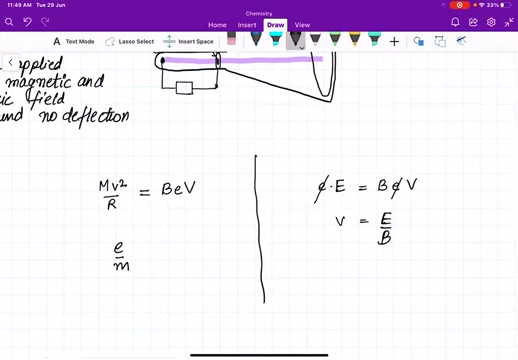 11:49 AM Tue 29 Jun
33%
Chemistry
Home Insert Draw View
Text Mode Lasso Select Insert Space
applied
magnetic and
ic field
und no deflection
Mv²/R = BeV
e/m
e·E = BeV
v = E/B